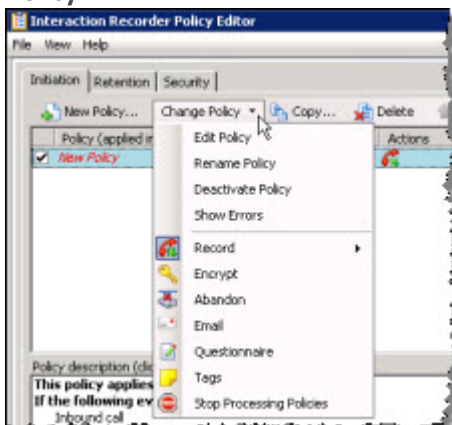 Interaction Recorder Policy Editor
File View Help
Initiation Retention Security
New Policy... Change Policy Copy... Delete
Policy (applied i Actions
New Policy
Edit Policy
Rename Policy
Deactivate Policy
Show Errors
Record
Encrypt
Abandon
Email
Questionnaire
Tags
Stop Processing Policies
Policy description (clic
This policy applies
If the following ev
Inbound call